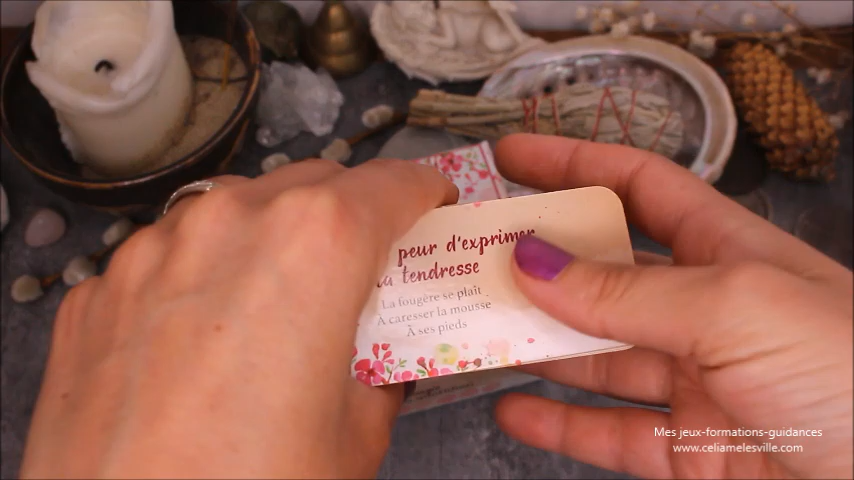 peur d'exprimer
la tendresse
La fougère se plaît
À caresser la mousse
À ses pieds
Mes jeux-formations-guidances
www.celiamelesville.com